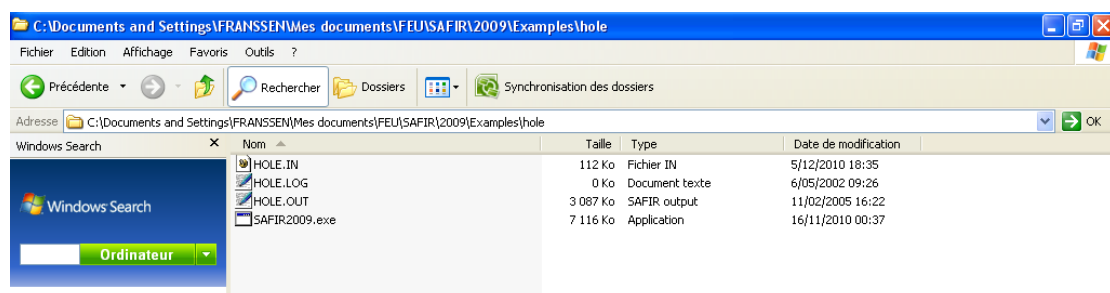 C:\Documents and Settings\FRANSSEN\Mes documents\FEU\SAFIR\2009\Examples\hole
Fichier Edition Affichage Favoris Outils ?
Précédente Rechercher Dossiers Synchronisation des dossiers
Adresse C:\Documents and Settings\FRANSSEN\Mes documents\FEU\SAFIR\2009\Examples\hole OK
Windows Search × Nom Taille Type Date de modification
HOLE.IN 112 Ko Fichier IN 5/12/2010 18:35
HOLE.LOG 0 Ko Document texte 6/05/2002 09:26
HOLE.OUT 3 087 Ko SAFIR output 11/02/2005 16:22
SAFIR2009.exe 7 116 Ko Application 16/11/2010 00:37
Windows Search
Ordinateur